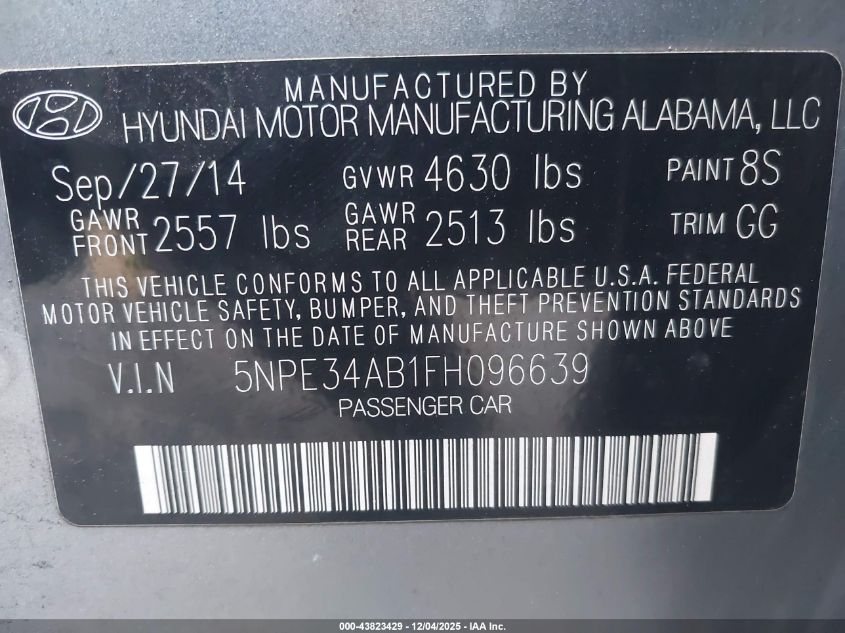 MANUFACTURED BY
HYUNDAI MOTOR MANUFACTURING ALABAMA, LLC
Sep/27/14 GVWR 4630 lbs PAINT 8S
GAWR FRONT 2557 lbs GAWR REAR 2513 lbs TRIM GG
THIS VEHICLE CONFORMS TO ALL APPLICABLE U.S.A. FEDERAL
MOTOR VEHICLE SAFETY, BUMPER, AND THEFT PREVENTION STANDARDS
IN EFFECT ON THE DATE OF MANUFACTURE SHOWN ABOVE
V.I.N 5NPE34AB1FH096639
PASSENGER CAR
000-43823429 - 12/04/2025 - IAA Inc.